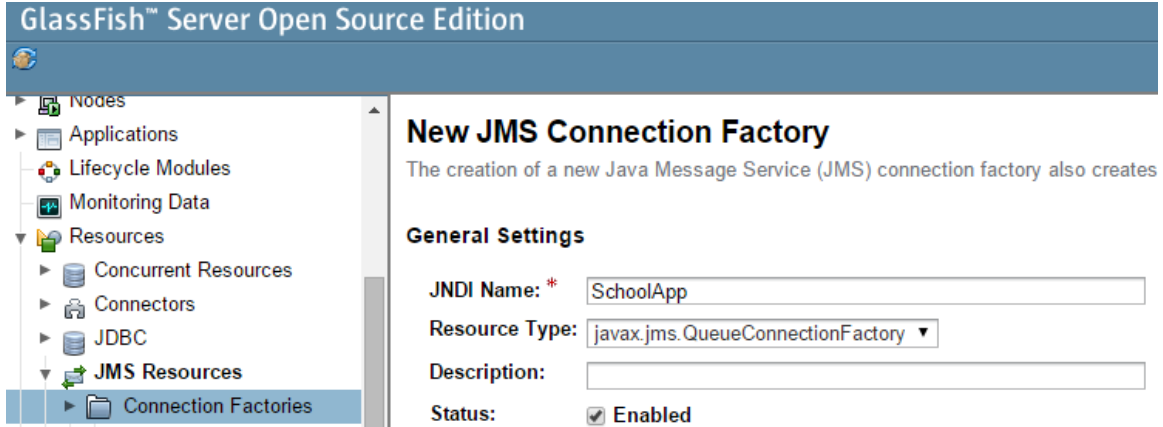 GlassFish™ Server Open Source Edition
Nodes
Applications
Lifecycle Modules
Monitoring Data
Resources
Concurrent Resources
Connectors
JDBC
JMS Resources
Connection Factories
New JMS Connection Factory
The creation of a new Java Message Service (JMS) connection factory also creates
General Settings
JNDI Name: * SchoolApp
Resource Type: javax.jms.QueueConnectionFactory
Description:
Status: Enabled